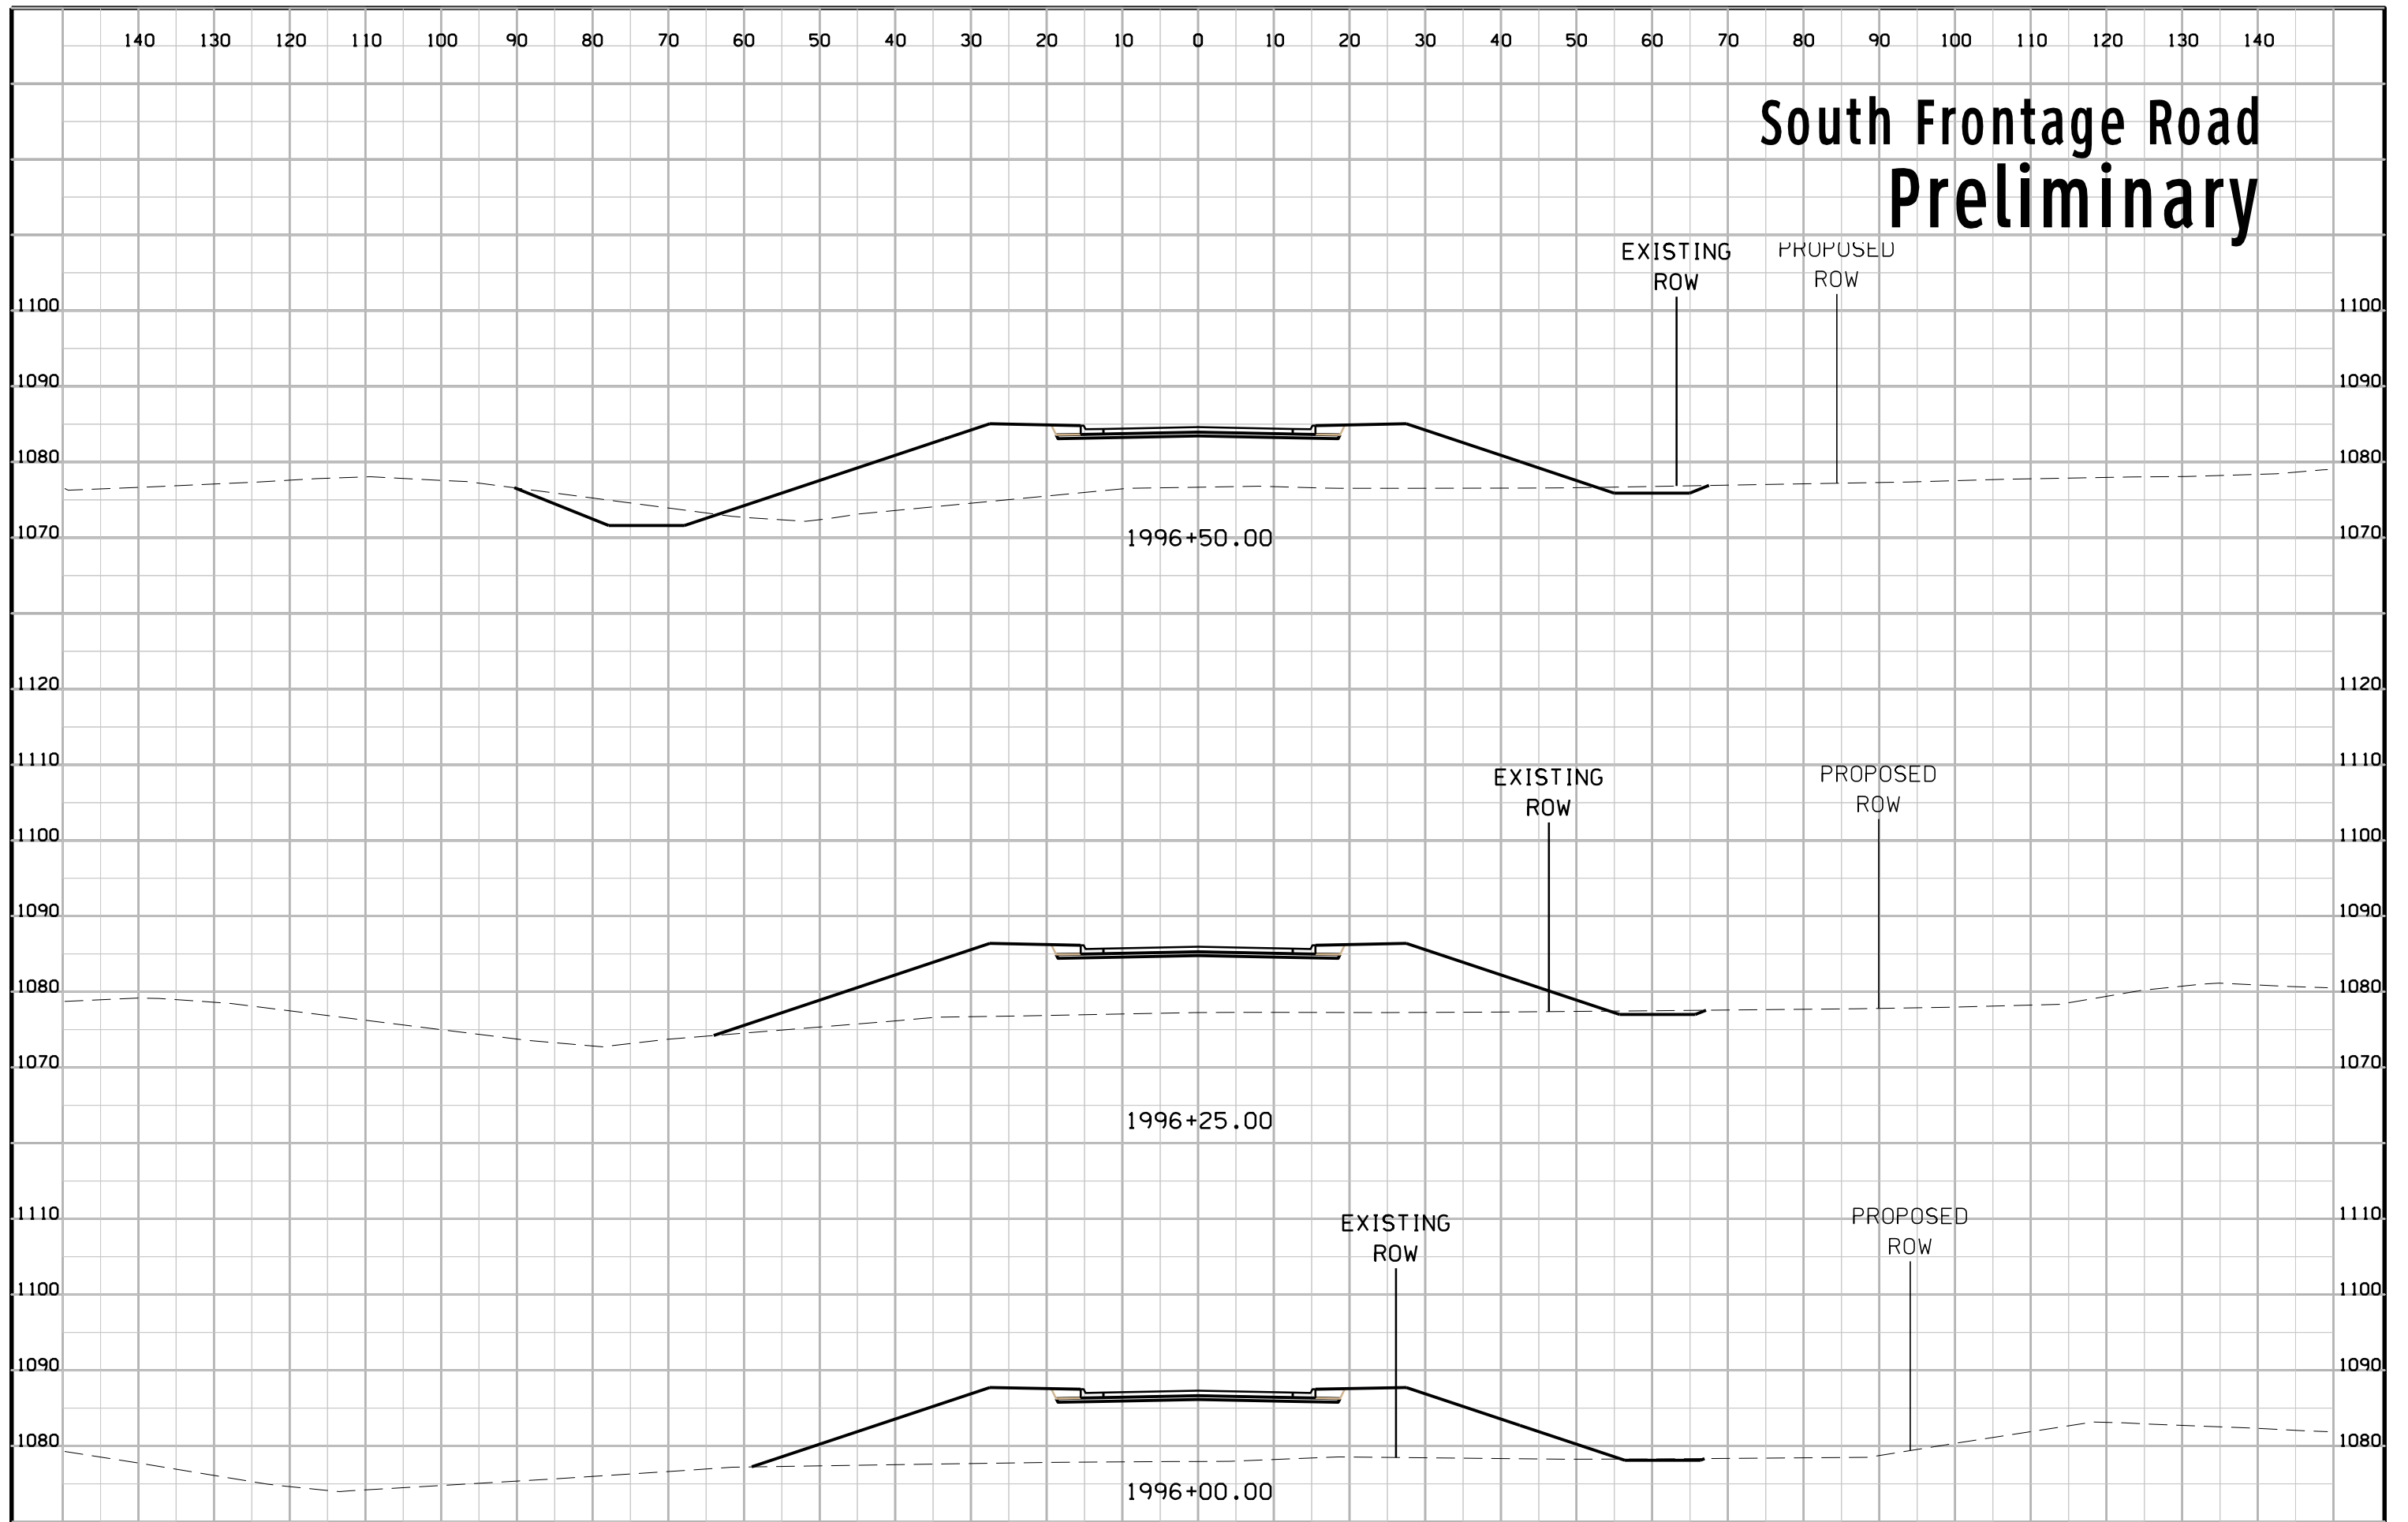 140 130 120 110 100 90 80 70 60 50 40 30 20 10 0 10 20 30 40 50 60 70 80 90 100 110 120 130 140
South Frontage Road
Preliminary
EXISTING PROPOSED
ROW ROW
1100 1100
1090 1090
1080 1080
1070 1996+50.00 1070
1120 1120
1110 1110
EXISTING PROPOSED
ROW ROW
1100 1100
1090 1090
1080 1080
1070 1070
1996+25.00
1110 1110
EXISTING PROPOSED
ROW ROW
1100 1100
1090 1090
1080 1080
1996+00.00